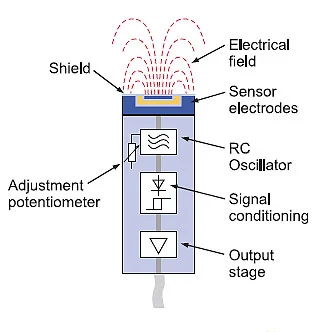 Electrical
field
Shield
Sensor
electrodes
RC
Oscillator
Adjustment
potentiometer
Signal
conditioning
Output
stage